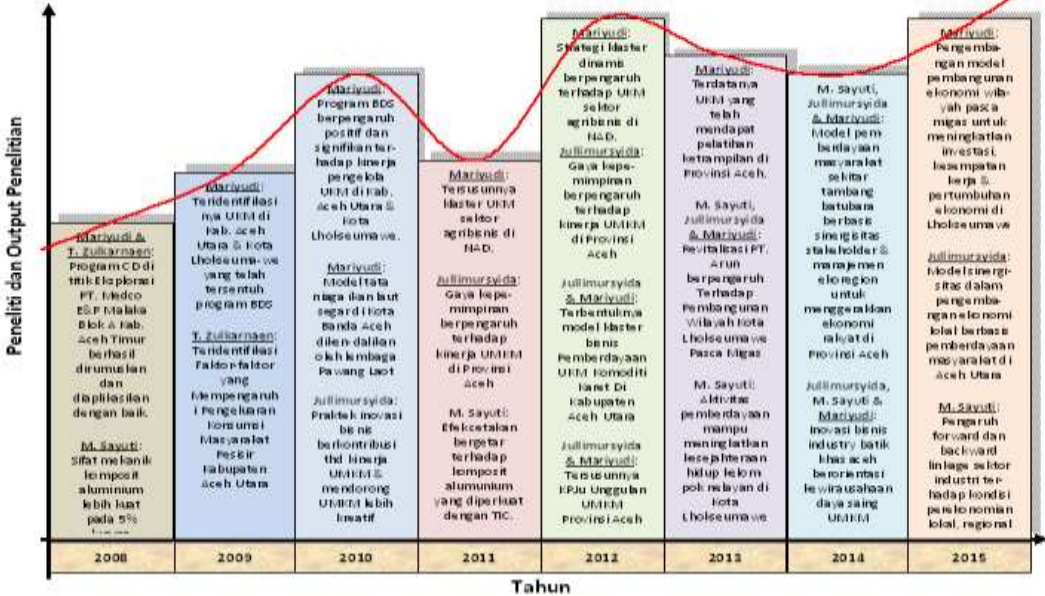 Peneliti dan Output Penelitian
Mariyudi &
T. Zulkarnaen:
Program CD di
titik Eksplorasi
PT. Medco
E&P Malaka
Blok A Kab.
Aceh Timur
berhasil
dirumuskan
dan
diaplikasikan
dengan baik.
M. Sayuti:
Sifat mekanik
komposit
aluminium
lebih kuat
pada 5%
Mariyudi:
Teridentifikasi
nya UKM di
Kab. Aceh
Utara & Kota
Lhokseuma-we
yang telah
tersentuh
program BDS
T. Zulkarnaen:
Teridentifikasi
Faktor-faktor
yang
Mempengaruh
i Pengeluaran
Konsumsi
Masyarakat
Pesisir
Kabupaten
Aceh Utara
Mariyudi:
Program BDS
berpengaruh
positif dan
signifikan ter-
hadap kinerja
pengelola
UKM di Kab.
Aceh Utara &
Kota
Lhokseumawe.
Mariyudi:
Model tata
niaga ikan laut
segar di Kota
Banda Aceh
dikendalikan
oleh lembaga
Pawang Laot
Jullimursyida:
Praktek inovasi
bisnis
berkontribusi
thd kinerja
UMKM &
mendorong
UMKM lebih
kreatif
Mariyudi:
Tersusunnya
klaster UKM
sektor
agribisnis di
NAD.
Jullimursyida:
Gaya kepe-
mimpinan
berpengaruh
terhadap
kinerja UMKM
di Provinsi
Aceh
M. Sayuti:
Efek cetakan
bergetar
terhadap
komposit
alumunium
yang diperkuat
dengan TIC.
Mariyudi:
Strategi klaster
dinamis
berpengaruh
terhadap UKM
sektor
agribisnis di
NAD.
Jullimursyida:
Gaya kepe-
mimpinan
berpengaruh
terhadap
kinerja UMKM
di Provinsi
Aceh
Jullimursyida
& Mariyudi:
Terbentuknya
model klaster
bisnis
Pemberdayaan
UKM Komoditi
Karet Di
Kabupaten
Aceh Utara
Jullimursyida
& Mariyudi:
Tersusunnya
KPJu Unggulan
UMKM
Provinsi Aceh
Mariyudi:
Terdatanya
UKM yang
telah
mendapat
pelatihan
ketrampilan di
Provinsi Aceh.
M. Sayuti,
Jullimursyida
& Mariyudi:
Revitalisasi PT.
Arun
berpengaruh
Terhadap
Pembangunan
Wilayah Kota
Lhokseumawe
Pasca Migas
M. Sayuti:
Aktivitas
pemberdayaan
mampu
meningkatkan
kesejahteraan
hidup kelom
pok nelayan di
Kota
Lhokseumawe
M. Sayuti,
Jullimursyida
& Mariyudi:
Model pem
berdayaan
masyarakat
sekitar
tambang
batubara
berbasis
sinergisitas
stakeholder &
manajemen
ekoregion
untuk
menggerakkan
ekonomi
rakyat di
Provinsi Aceh
Jullimursyida,
M. Sayuti &
Mariyudi:
Inovasi bisnis
industry batik
khas aceh
berorientasi
kewirausahaan
daya saing
UMKM
Mariyudi:
Pengemba-
ngan model
pembangunan
ekonomi wila-
yah pasca
migas untuk
meningkatkan
investasi,
kesempatan
kerja &
pertumbuhan
ekonomi di
Lhokseumawe
Jullimursyida:
Model sinergi-
sitas dalam
pengemba-
ngan ekonomi
lokal berbasis
pemberdayaan
masyarakat di
Aceh Utara
M. Sayuti:
Pengaruh
forward dan
backward
linkage sektor
industri ter-
hadap kondisi
perekonomian
lokal, regional
2008 2009 2010 2011 2012 2013 2014 2015
Tahun